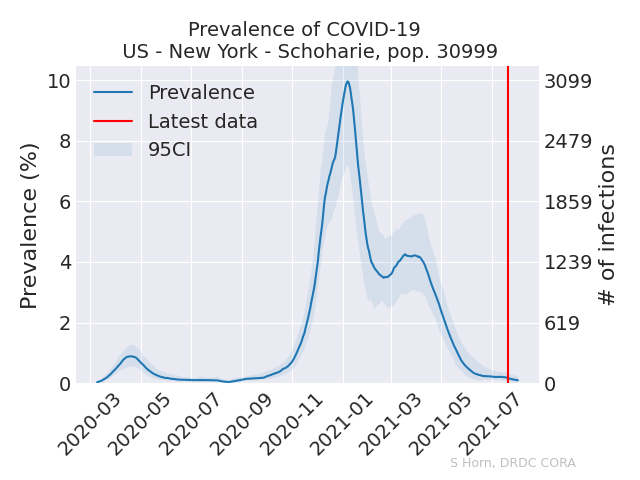 Prevalence of COVID-19
US - New York - Schoharie, pop. 30999
Prevalence (%)
10
8
6
4
2
0
Prevalence
Latest data
95CI
3099
2479
1859
1239
619
0
# of infections
2020-03
2020-05
2020-07
2020-09
2020-11
2021-01
2021-03
2021-05
2021-07
S Horn, DRDC CORA